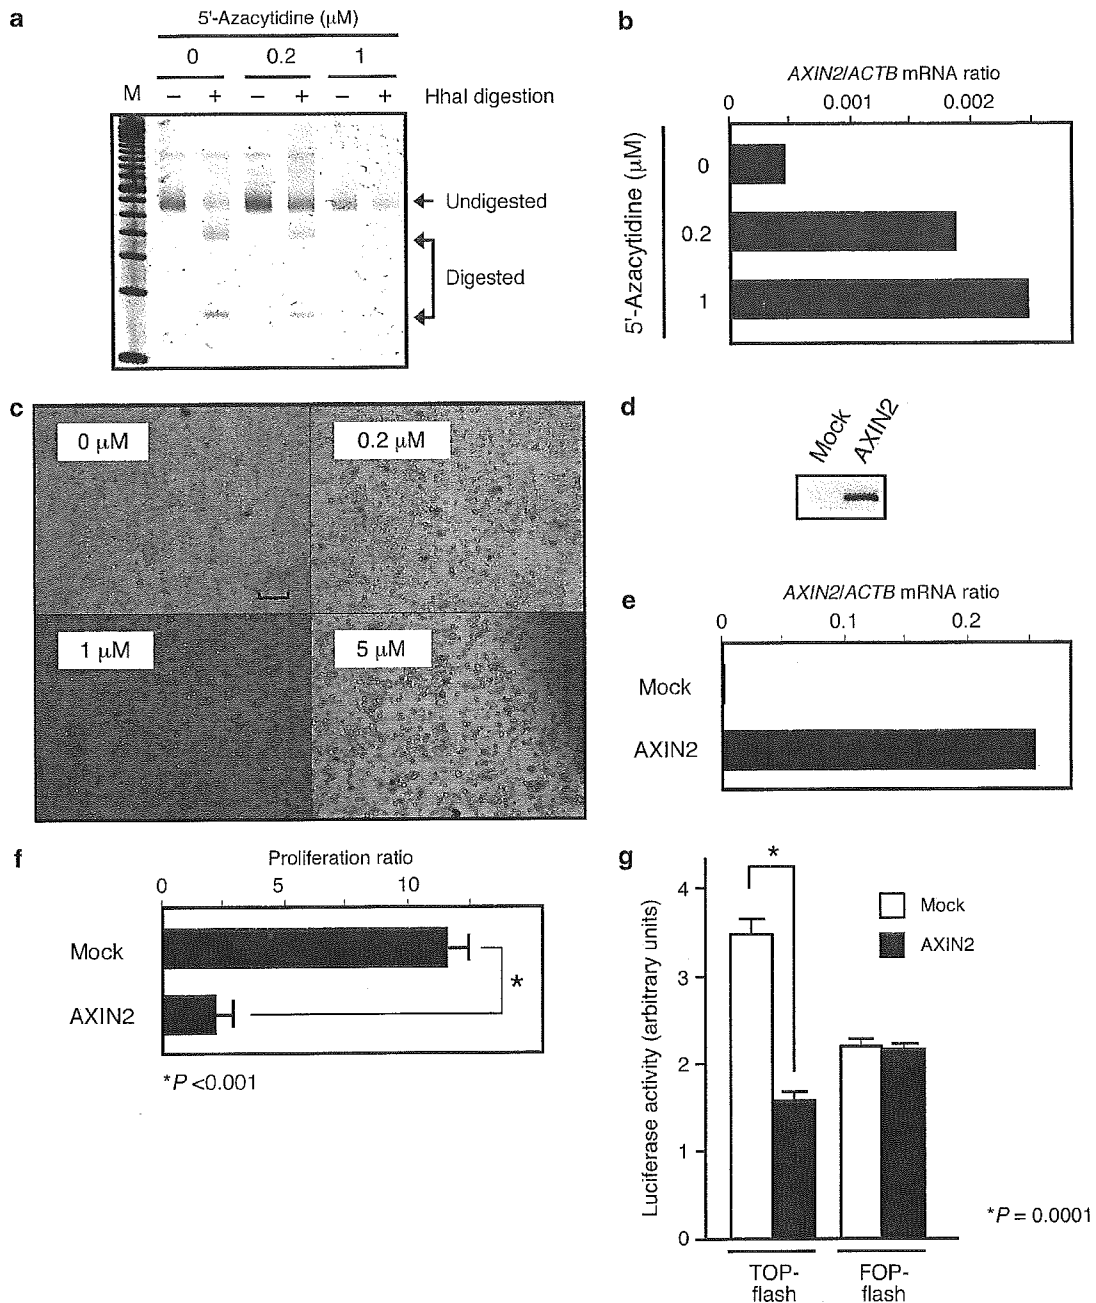 a
5'-Azacytidine (μM)
0 0.2 1
M − + − + − + HhaI digestion
Undigested
Digested
b
AXIN2/ACTB mRNA ratio
0 0.001 0.002
5'-Azacytidine (μM)
0
0.2
1
c
0 μM
0.2 μM
1 μM
5 μM
d
Mock AXIN2
e
AXIN2/ACTB mRNA ratio
0 0.1 0.2
Mock
AXIN2
f
Proliferation ratio
0 5 10
Mock
AXIN2
*
*P <0.001
g
Luciferase activity (arbitrary units)
4
3
2
1
0
*
Mock
AXIN2
TOP-
flash
FOP-
flash
*P = 0.0001